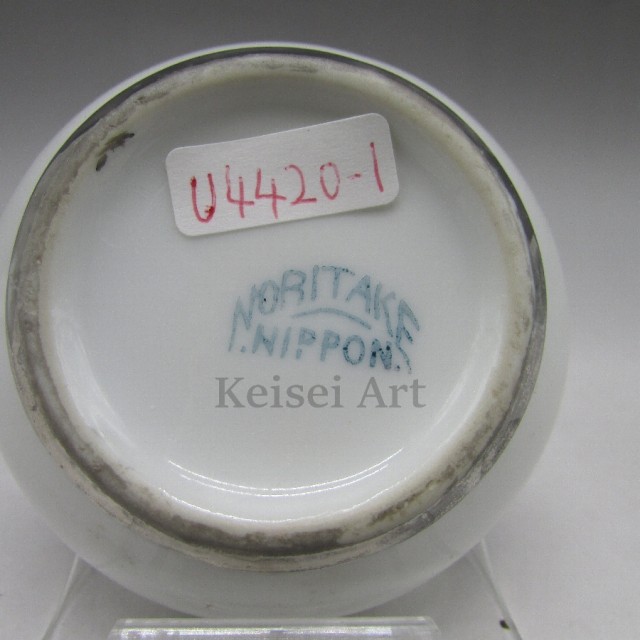 U4420-1
NORITAKE
.NIPPON.
Keisei Art